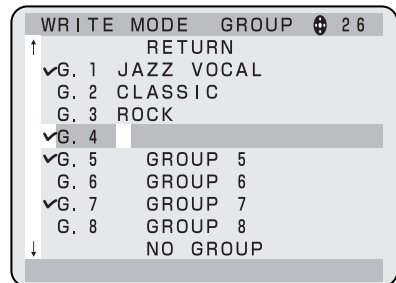 WRITE MODE GROUP 26
↑ RETURN
✓G. 1 JAZZ VOCAL
G. 2 CLASSIC
G. 3 ROCK
✓G. 4
✓G. 5 GROUP 5
G. 6 GROUP 6
✓G. 7 GROUP 7
G. 8 GROUP 8
↓ NO GROUP